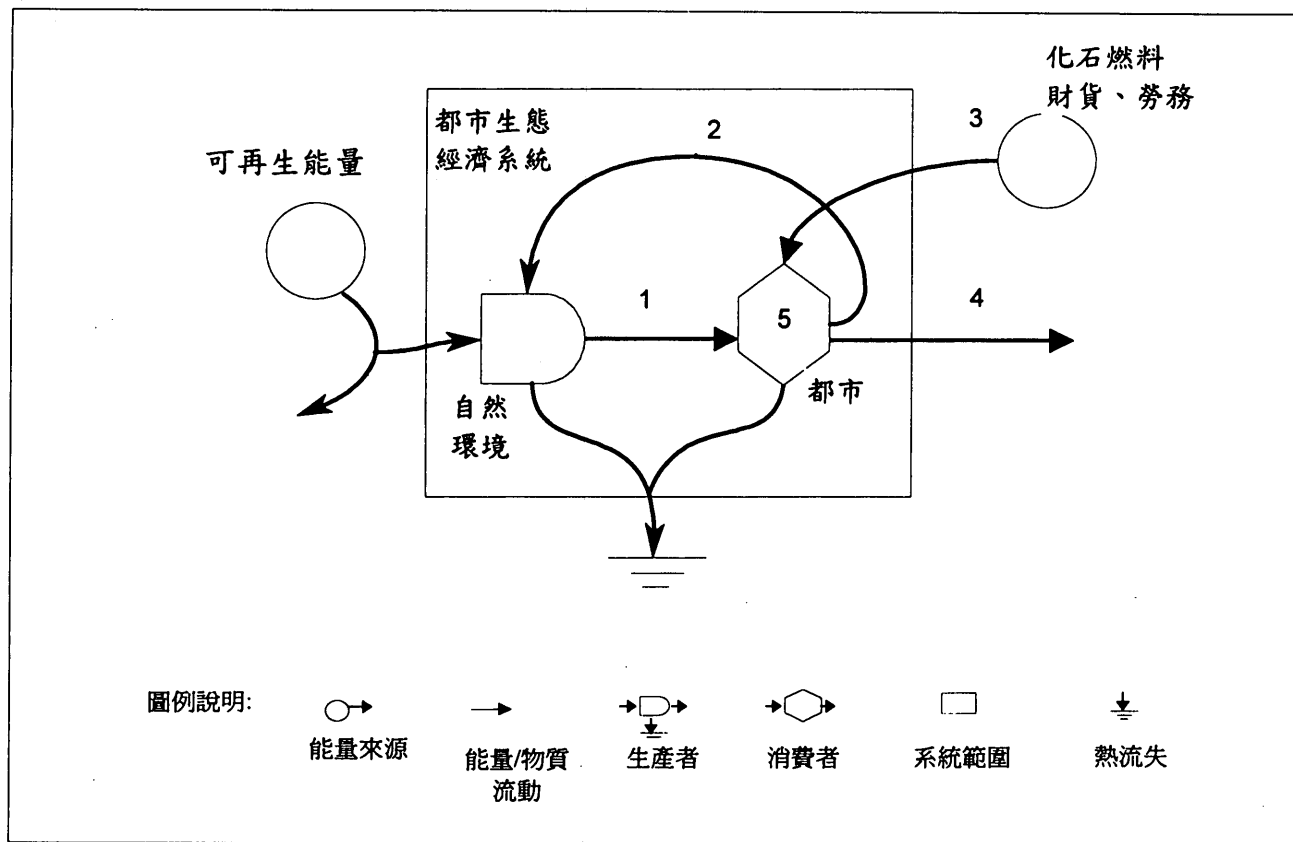 化石燃料
財貨、勞務
3
都市生態
經濟系統
2
可再生能量
1
4
5
都市
自然
環境
圖例說明:
能量來源
能量/物質
流動
生產者
消費者
系統範圍
熱流失